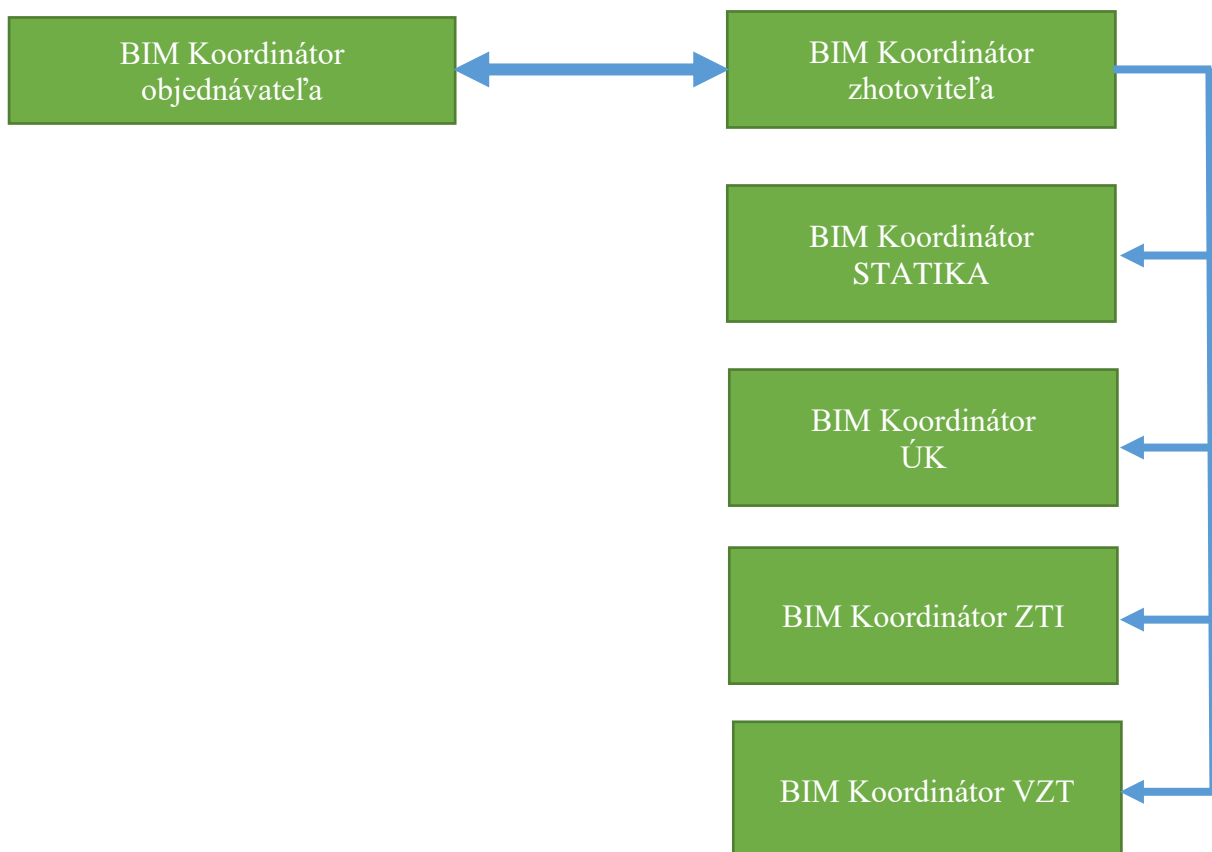 BIM Koordinátor
objednávateľa
BIM Koordinátor
zhotoviteľa
BIM Koordinátor
STATIKA
BIM Koordinátor
ÚK
BIM Koordinátor ZTI
BIM Koordinátor VZT